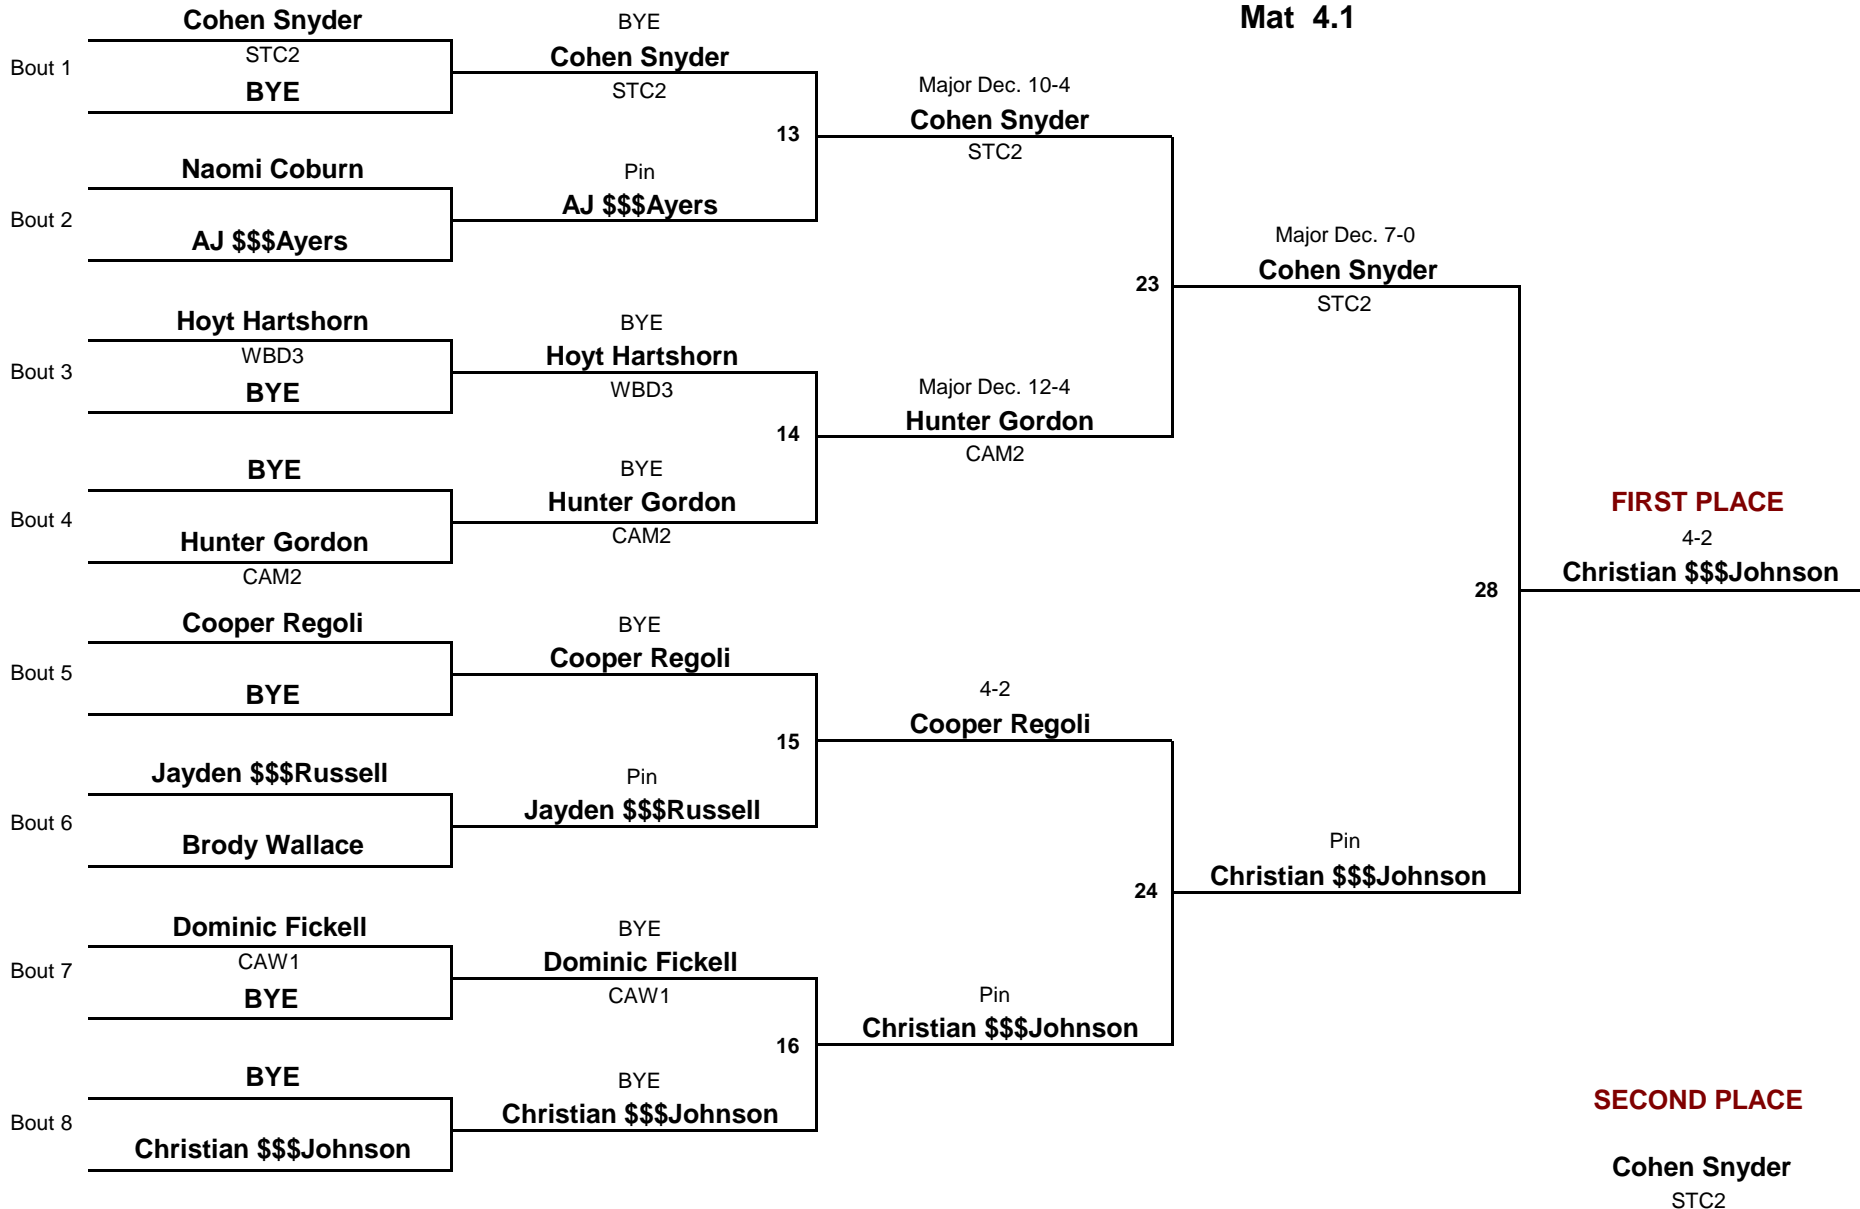 Mat 4.1
Cohen Snyder
Bout 1
STC2
BYE
Naomi Coburn
Bout 2
AJ $$$Ayers
Hoyt Hartshorn
Bout 3
WBD3
BYE
BYE
Bout 4
Hunter Gordon
CAM2
Cooper Regoli
Bout 5
BYE
Jayden $$$Russell
Bout 6
Brody Wallace
Dominic Fickell
Bout 7
CAW1
BYE
BYE
Bout 8
Christian $$$Johnson
BYE
Cohen Snyder
STC2
13
Pin
AJ $$$Ayers
BYE
Hoyt Hartshorn
WBD3
14
BYE
Hunter Gordon
CAM2
BYE
Cooper Regoli
15
Pin
Jayden $$$Russell
BYE
Dominic Fickell
CAW1
16
BYE
Christian $$$Johnson
Major Dec. 10-4
Cohen Snyder
STC2
23
Major Dec. 12-4
Hunter Gordon
CAM2
4-2
Cooper Regoli
24
Pin
Christian $$$Johnson
Major Dec. 7-0
Cohen Snyder
STC2
28
Pin
Christian $$$Johnson
FIRST PLACE
4-2
Christian $$$Johnson
SECOND PLACE
Cohen Snyder
STC2